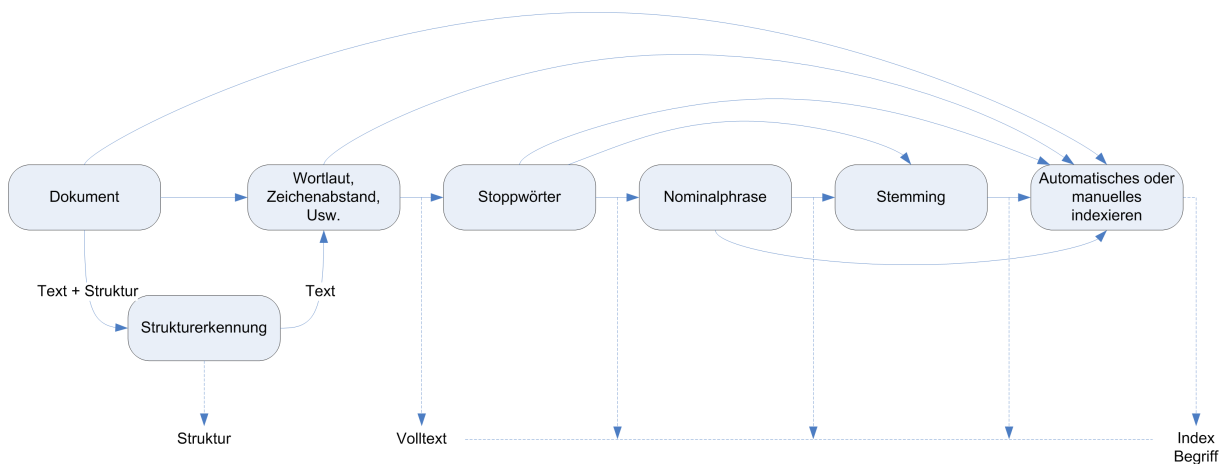 Dokument
Wortlaut,
Zeichenabstand,
Usw.
Stoppwörter
Nominalphrase
Stemming
Automatisches oder
manuelles
indexieren
Text + Struktur
Text
Strukturerkennung
Struktur
Volltext
Index
Begriff